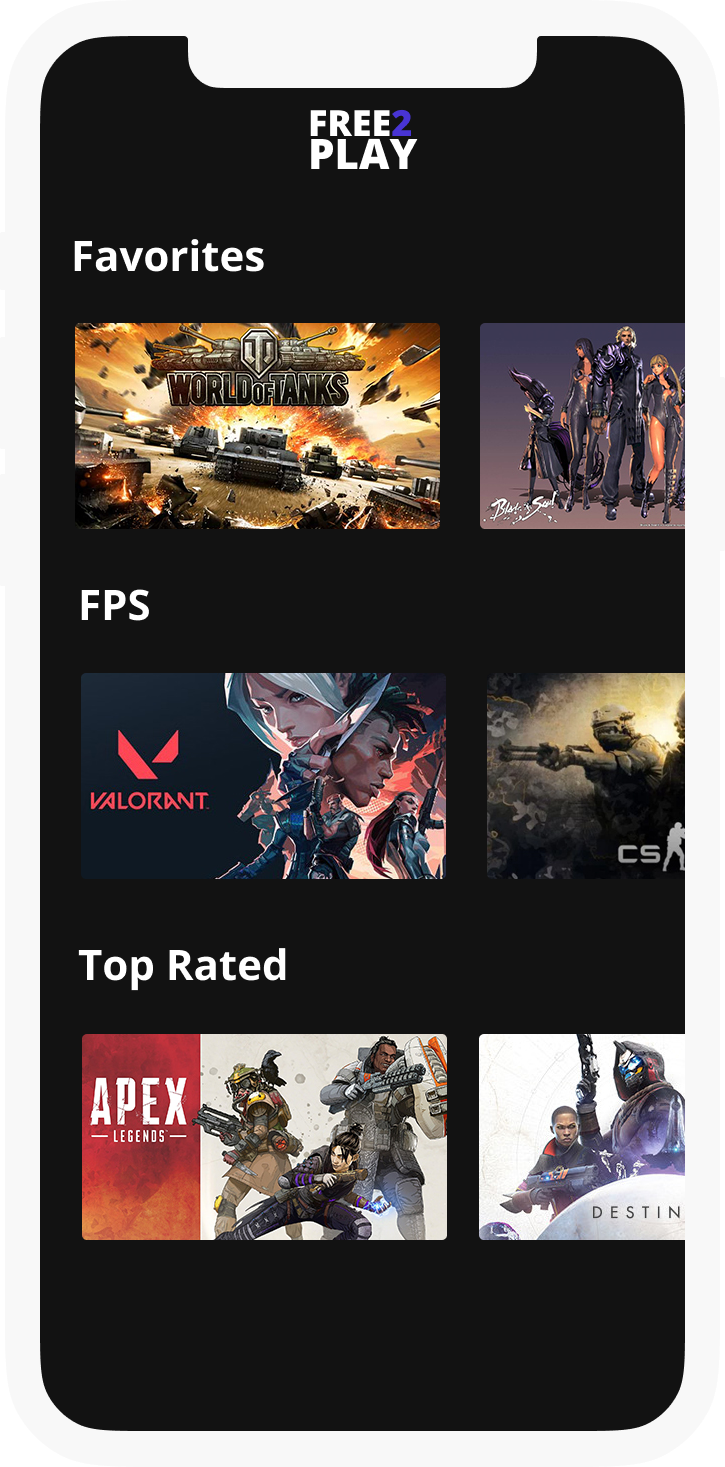 FREE2
PLAY
Favorites
WORLD OF TANKS
Blade & Soul
FPS
VALORANT
CS
Top Rated
APEX
LEGENDS
DESTIN